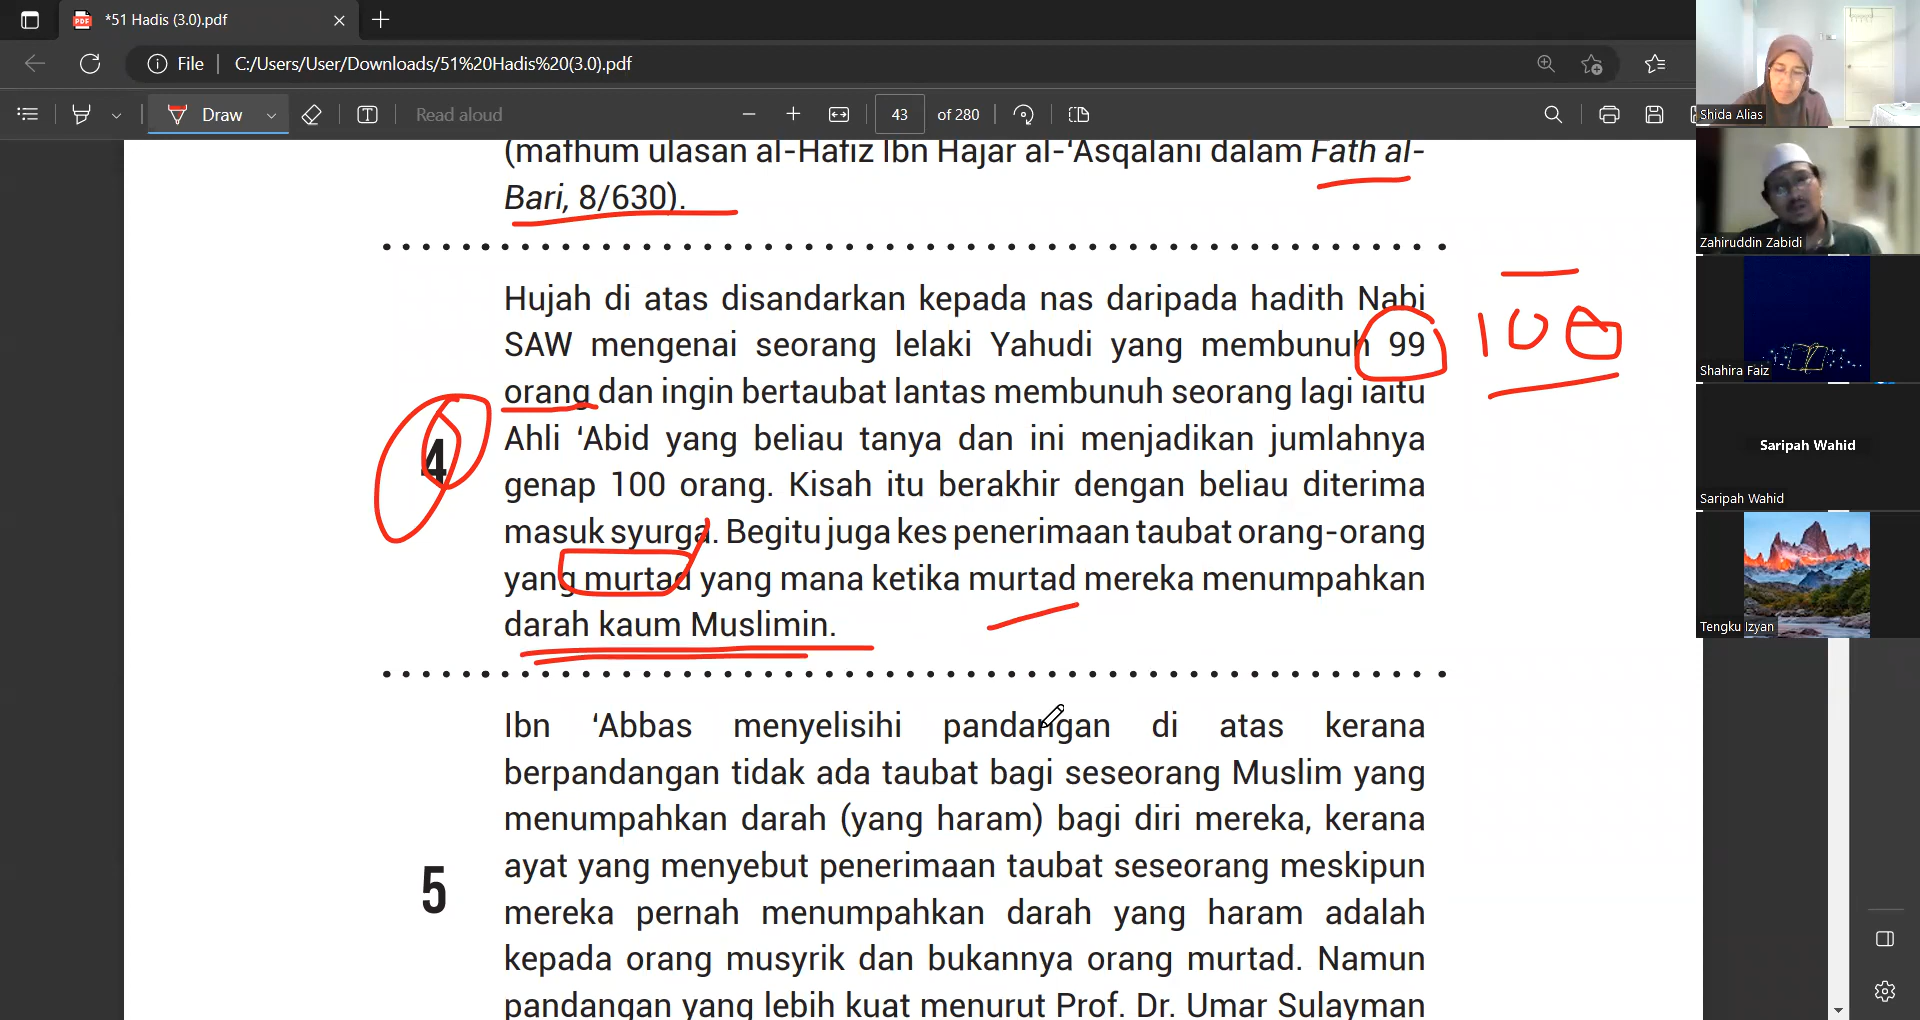 *51 Hadis (3.0).pdf
File
C:/Users/User/Downloads/51%20Hadis%20(3.0).pdf
Draw
Read aloud
43
of 280
(mafhum ulasan al-Hafiz Ibn Hajar al-‘Asqalani dalam Fath al-
Bari, 8/630).
Hujah di atas disandarkan kepada nas daripada hadith Nabi
SAW mengenai seorang lelaki Yahudi yang membunuh 99
orang dan ingin bertaubat lantas membunuh seorang lagi iaitu
Ahli ‘Abid yang beliau tanya dan ini menjadikan jumlahnya
genap 100 orang. Kisah itu berakhir dengan beliau diterima
masuk syurga. Begitu juga kes penerimaan taubat orang-orang
yang murtad yang mana ketika murtad mereka menumpahkan
darah kaum Muslimin.
4
100
Ibn ‘Abbas menyelisihi pandangan di atas kerana
berpandangan tidak ada taubat bagi seseorang Muslim yang
menumpahkan darah (yang haram) bagi diri mereka, kerana
ayat yang menyebut penerimaan taubat seseorang meskipun
mereka pernah menumpahkan darah yang haram adalah
kepada orang musyrik dan bukannya orang murtad. Namun
pandangan yang lebih kuat menurut Prof. Dr. Umar Sulayman
5
Shida Alias
Zahiruddin Zabidi
Shahira Faiz
Saripah Wahid
Saripah Wahid
Tengku Izyan